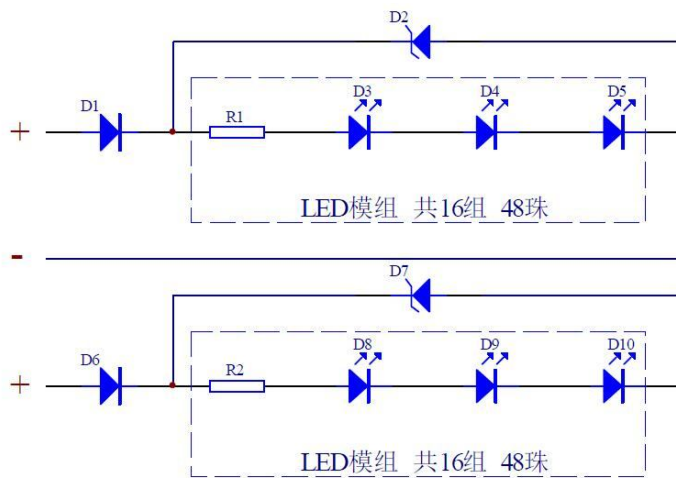 D2
D1
R1
D3
D4
D5
+
LED模组 共16组 48珠
-
D7
D6
R2
D8
D9
D10
+
LED模组 共16组 48珠